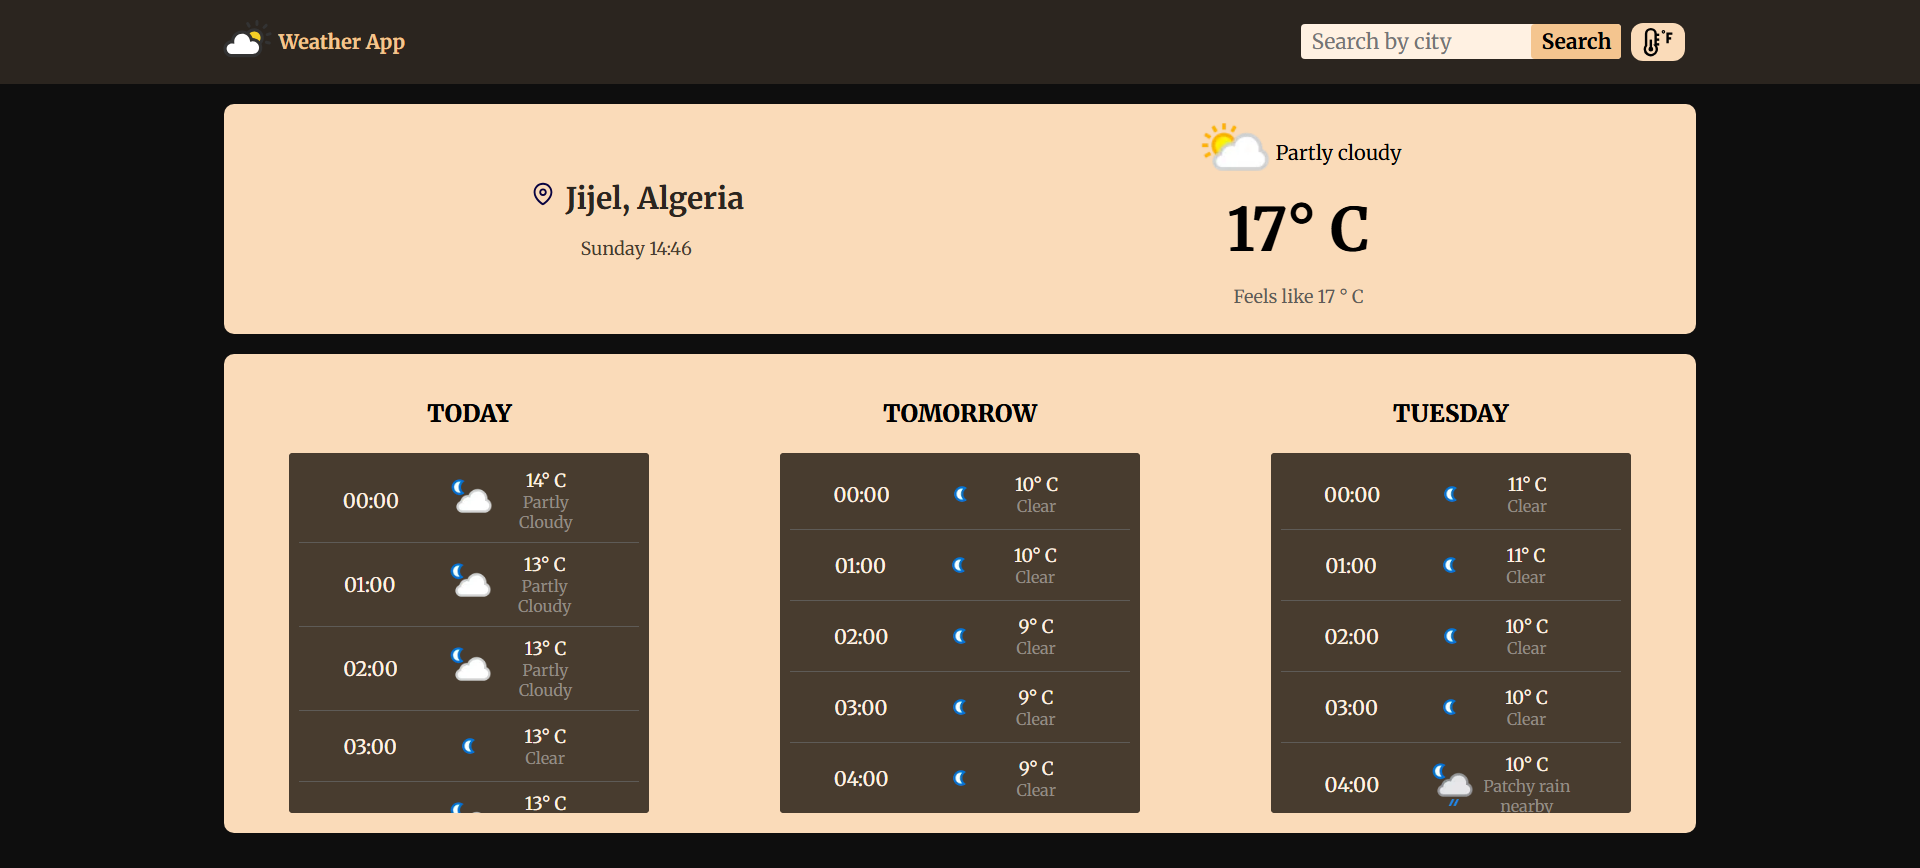 Weather App
Search by city
Search
°F
Partly cloudy
Jijel, Algeria
17° C
Sunday 14:46
Feels like 17 ° C
TODAY
00:00
14° C
Partly
Cloudy
01:00
13° C
Partly
Cloudy
02:00
13° C
Partly
Cloudy
03:00
13° C
Clear
13° C
TOMORROW
00:00
10° C
Clear
01:00
10° C
Clear
02:00
9° C
Clear
03:00
9° C
Clear
04:00
9° C
Clear
TUESDAY
00:00
11° C
Clear
01:00
11° C
Clear
02:00
10° C
Clear
03:00
10° C
Clear
04:00
10° C
Patchy rain
nearby